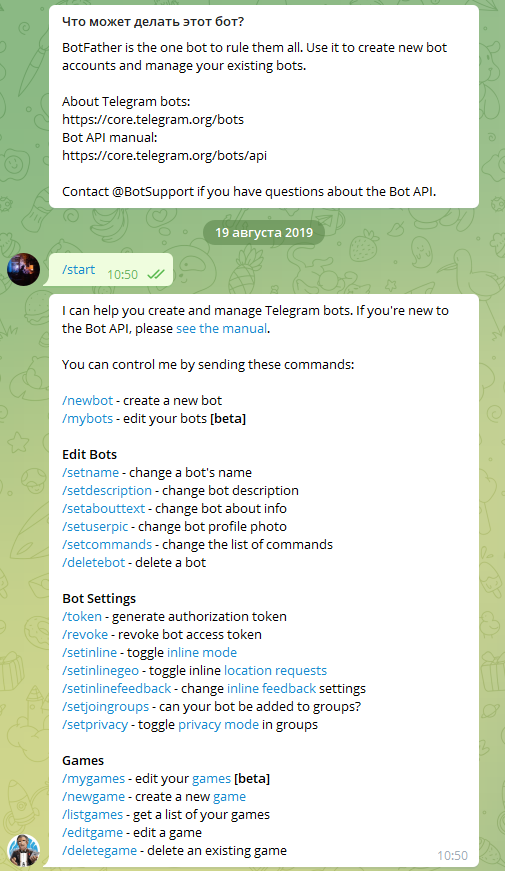 Что может делать этот бот?
BotFather is the one bot to rule them all. Use it to create new bot
accounts and manage your existing bots.
About Telegram bots:
https://core.telegram.org/bots
Bot API manual:
https://core.telegram.org/bots/api
Contact @BotSupport if you have questions about the Bot API.
19 августа 2019
/start 10:50
I can help you create and manage Telegram bots. If you're new to
the Bot API, please see the manual.
You can control me by sending these commands:
/newbot - create a new bot
/mybots - edit your bots [beta]
Edit Bots
/setname - change a bot's name
/setdescription - change bot description
/setabouttext - change bot about info
/setuserpic - change bot profile photo
/setcommands - change the list of commands
/deletebot - delete a bot
Bot Settings
/token - generate authorization token
/revoke - revoke bot access token
/setinline - toggle inline mode
/setinlinegeo - toggle inline location requests
/setinlinefeedback - change inline feedback settings
/setjoingroups - can your bot be added to groups?
/setprivacy - toggle privacy mode in groups
Games
/mygames - edit your games [beta]
/newgame - create a new game
/listgames - get a list of your games
/editgame - edit a game
/deletegame - delete an existing game
10:50